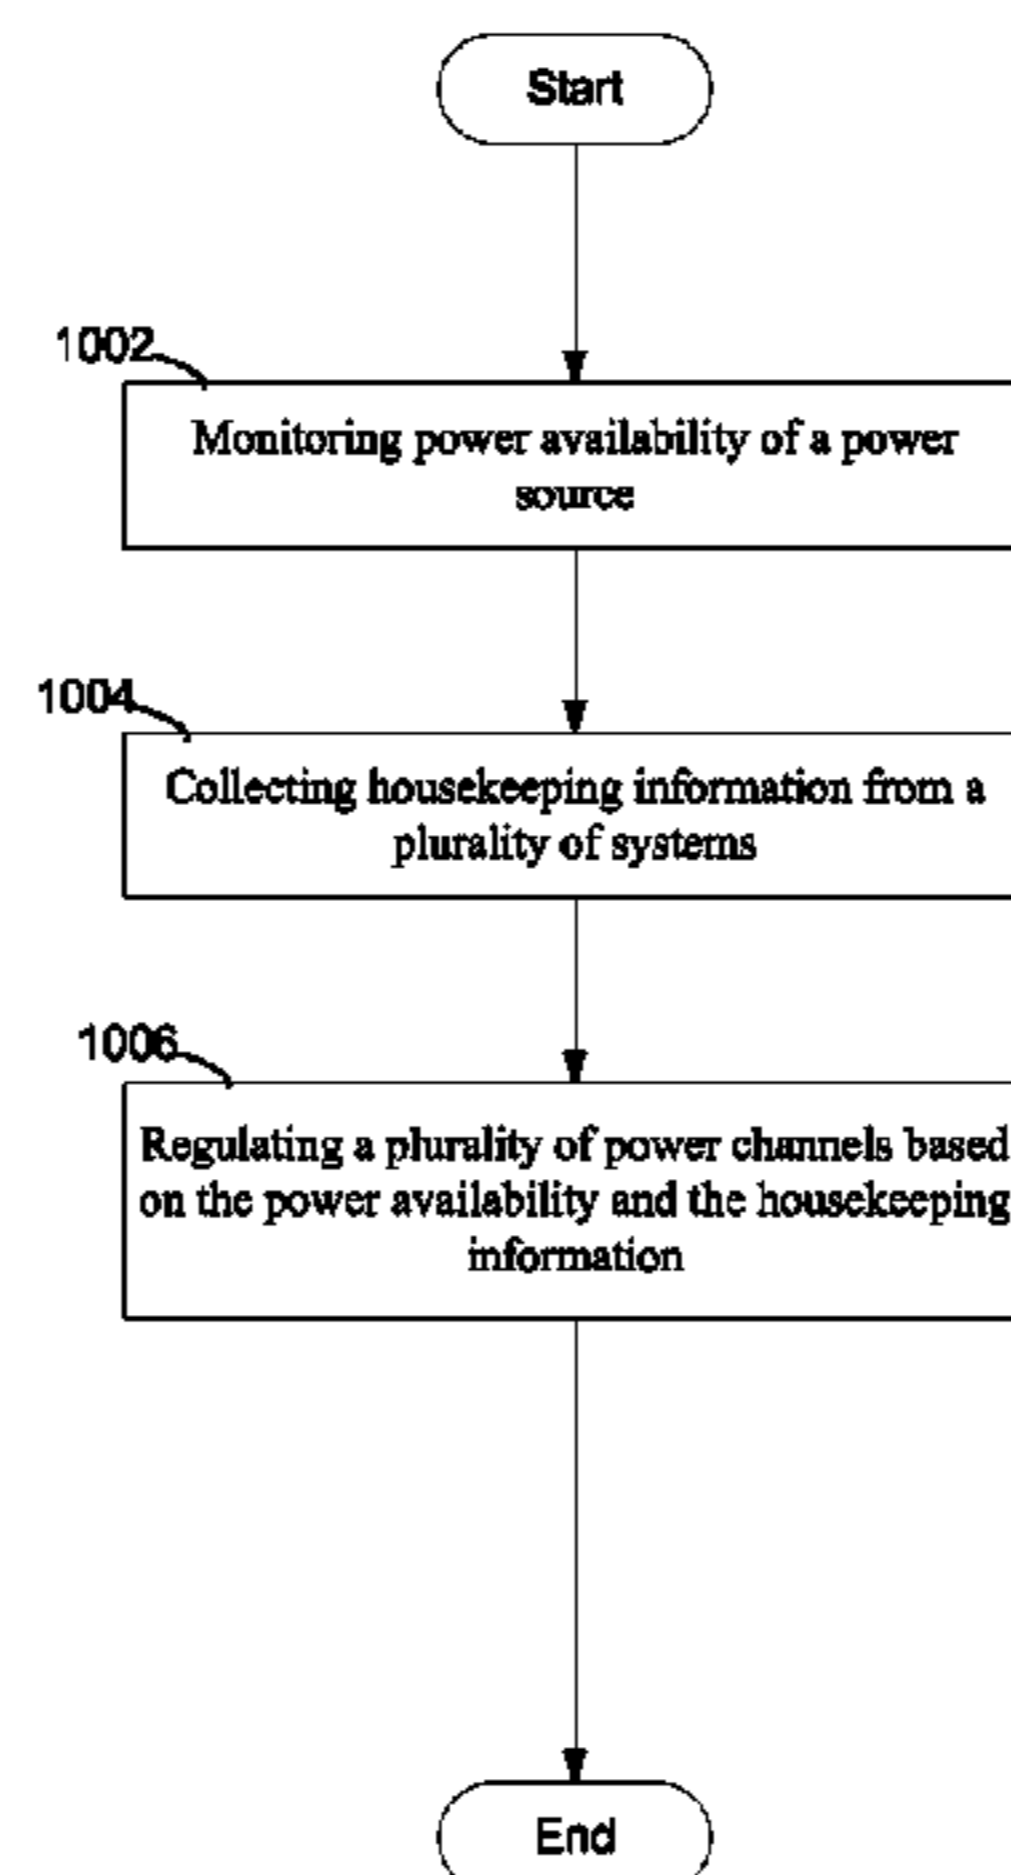 Start
1002
Monitoring power availability of a power
source
1004
Collecting housekeeping information from a
plurality of systems
1006
Regulating a plurality of power channels based
on the power availability and the housekeeping
information
End